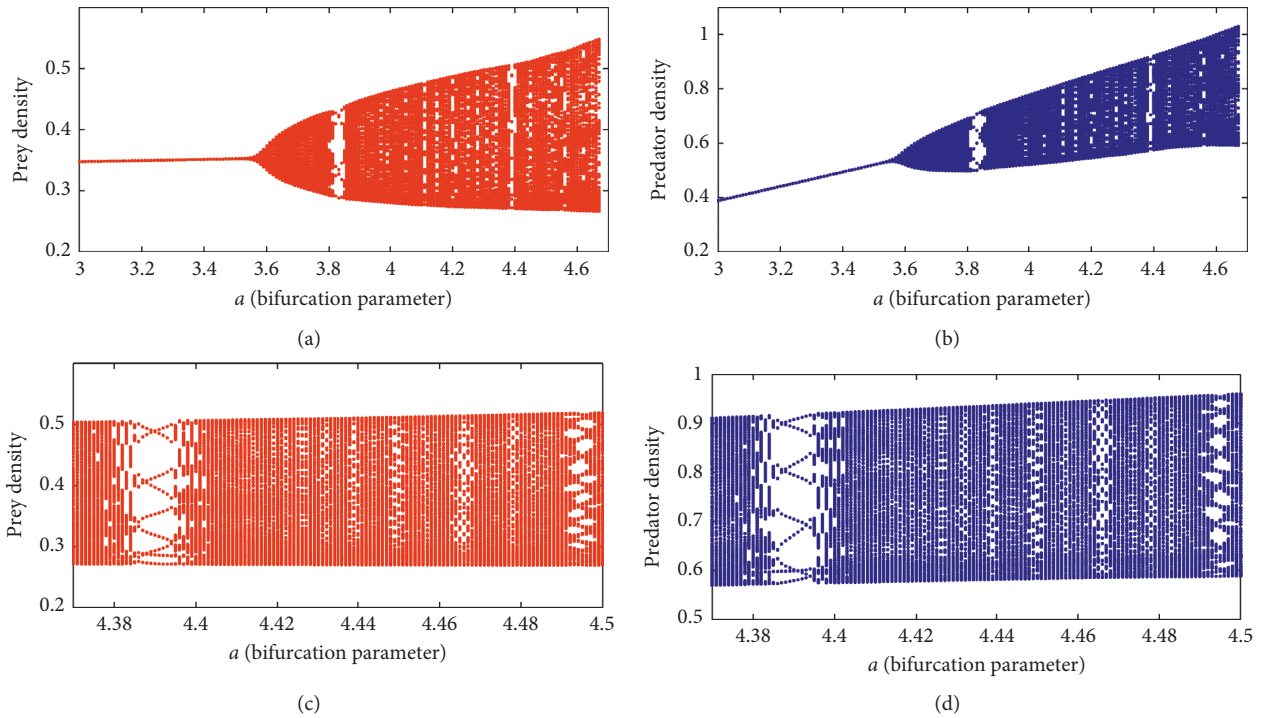 Prey density
0.5
0.4
0.3
0.2
3 3.2 3.4 3.6 3.8 4 4.2 4.4 4.6
a (bifurcation parameter)
(a)
Predator density
1
0.8
0.6
0.4
0.2
3 3.2 3.4 3.6 3.8 4 4.2 4.4 4.6
a (bifurcation parameter)
(b)
Prey density
0.5
0.4
0.3
0.2
4.38 4.4 4.42 4.44 4.46 4.48 4.5
a (bifurcation parameter)
(c)
Predator density
1
0.9
0.8
0.7
0.6
0.5
4.38 4.4 4.42 4.44 4.46 4.48 4.5
a (bifurcation parameter)
(d)